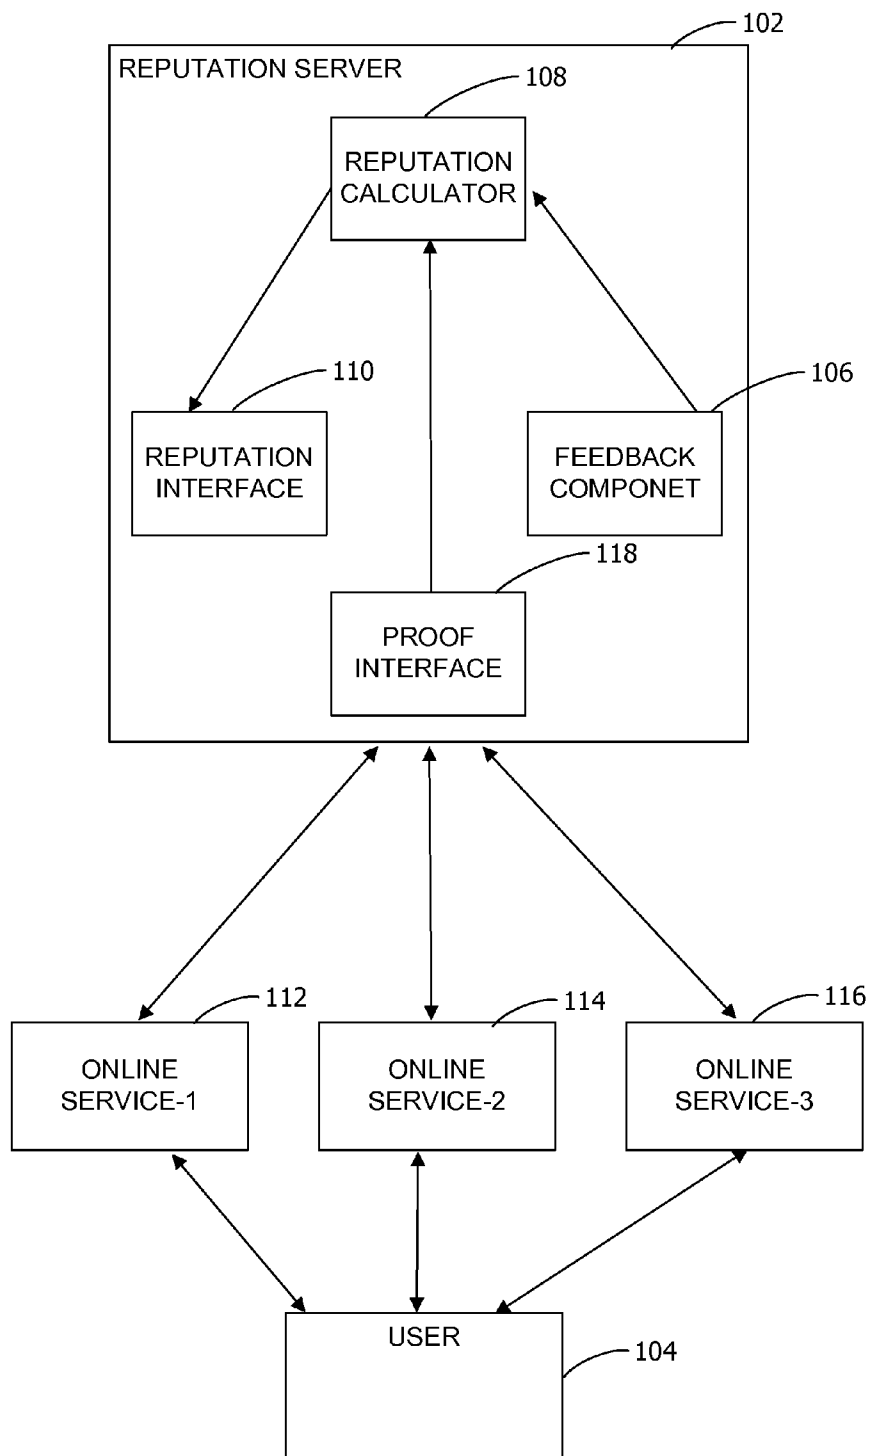 102
REPUTATION SERVER
108
REPUTATION
CALCULATOR
110
REPUTATION
INTERFACE
106
FEEDBACK
COMPONET
118
PROOF
INTERFACE
112
ONLINE
SERVICE-1
114
ONLINE
SERVICE-2
116
ONLINE
SERVICE-3
USER
104